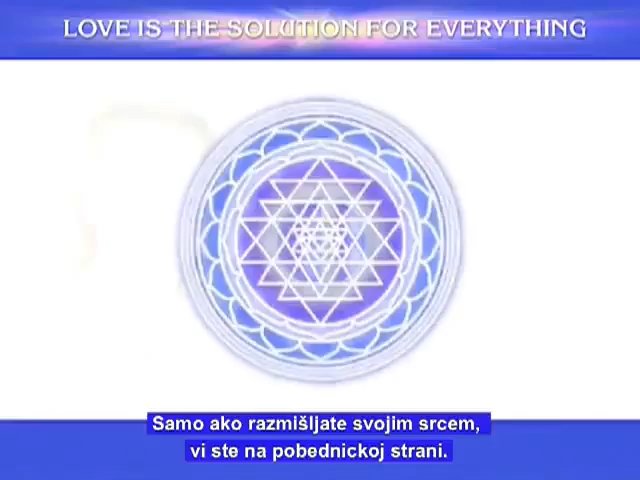 LOVE IS THE SOLUTION FOR EVERYTHING
Samo ako razmišljate svojim srcem,
vi ste na pobednickoj strani.